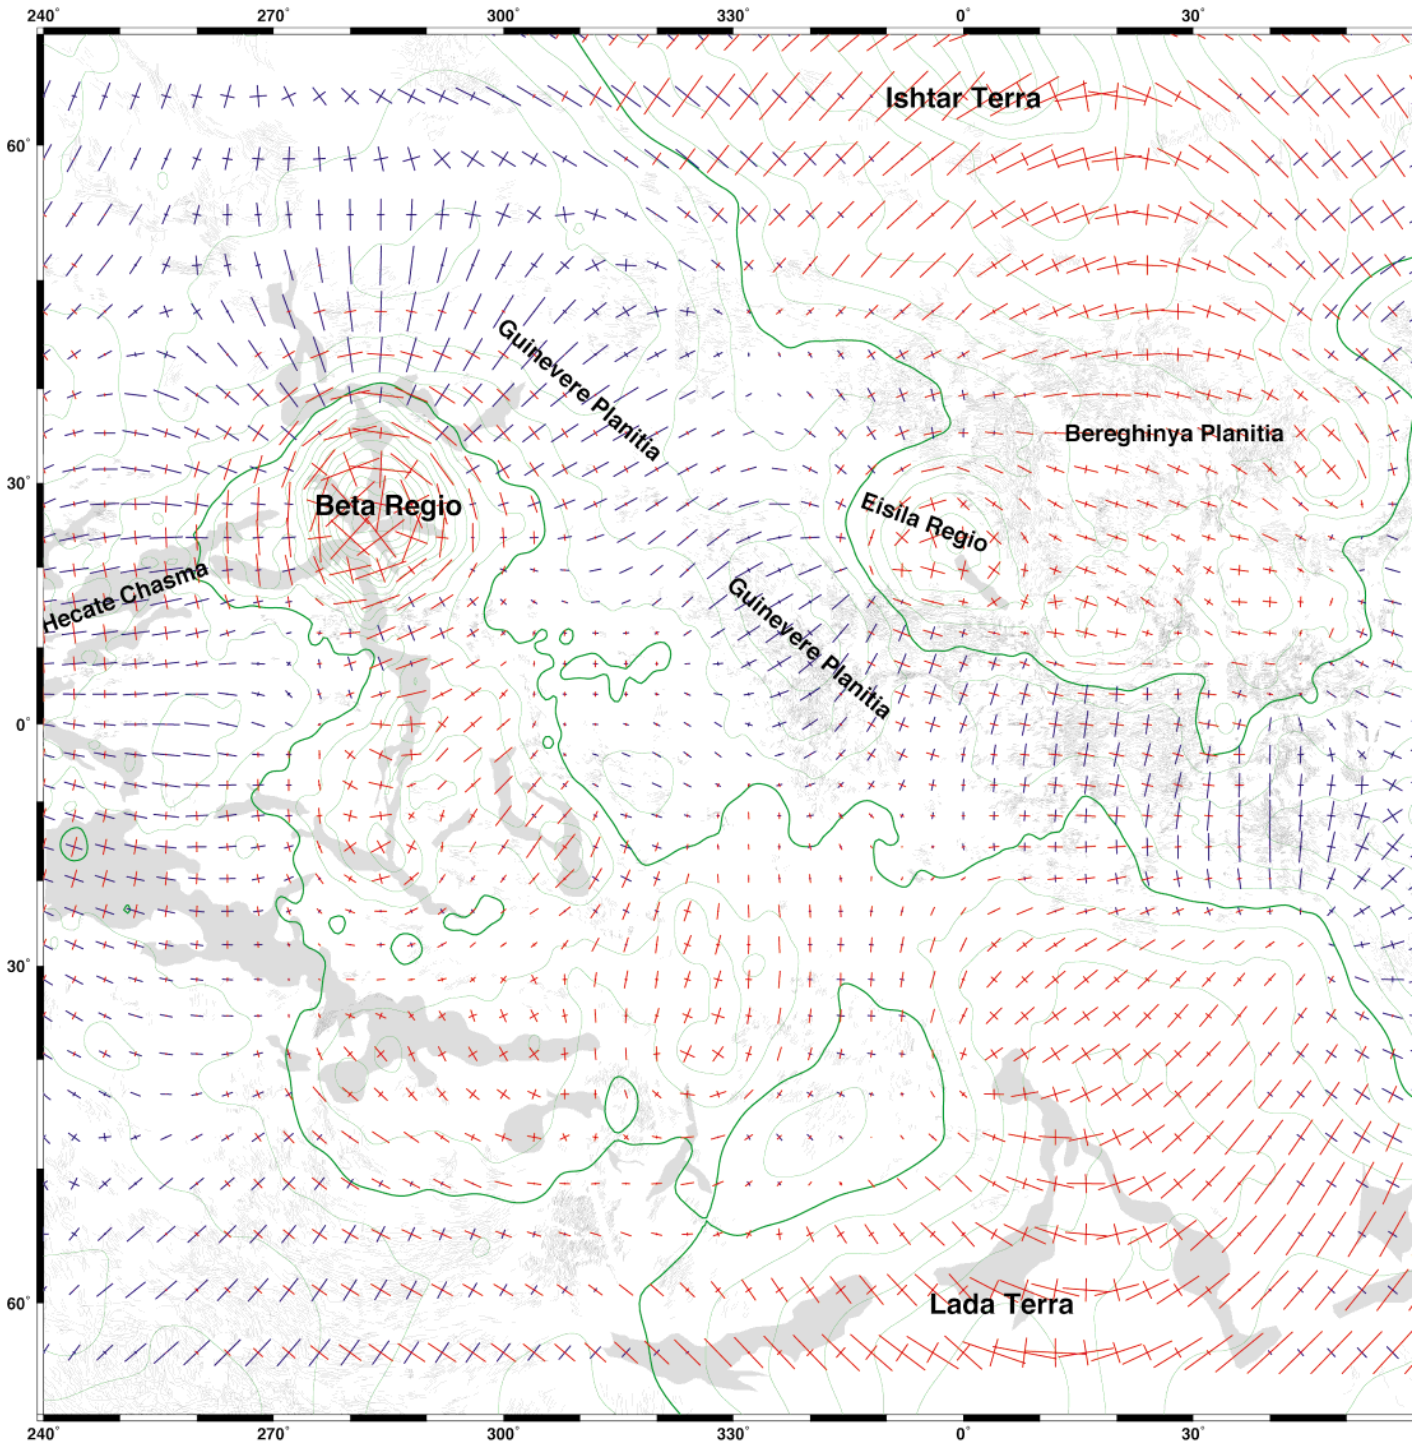 240° 270° 300° 330° 0° 30°
Ishtar Terra
60°
Guinevere Planitia
Bereghinya Planitia
30°
Beta Regio
Eisila Regio
Hecate Chasma
Guinevere Planitia
0°
30°
60°
Lada Terra
240° 270° 300° 330° 0° 30°